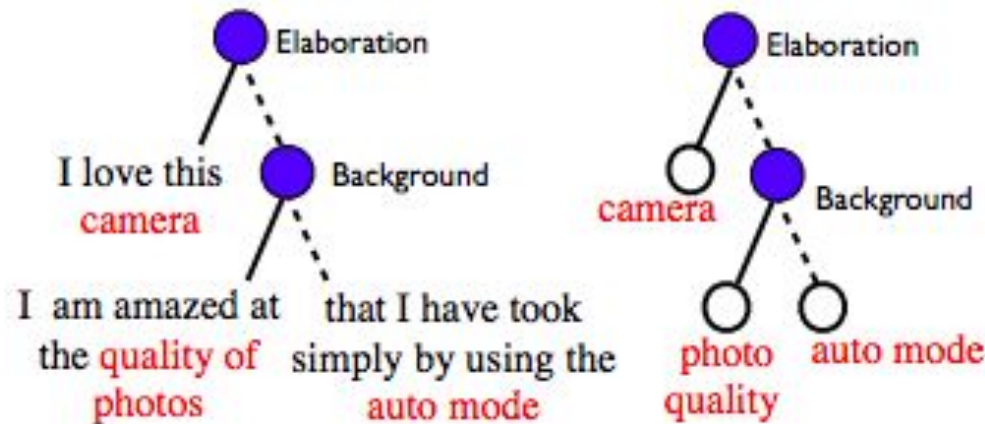 Elaboration
I love this
camera
Background
I am amazed at
the quality of
photos
that I have took
simply by using the
auto mode
Elaboration
camera
Background
photo
quality
auto mode